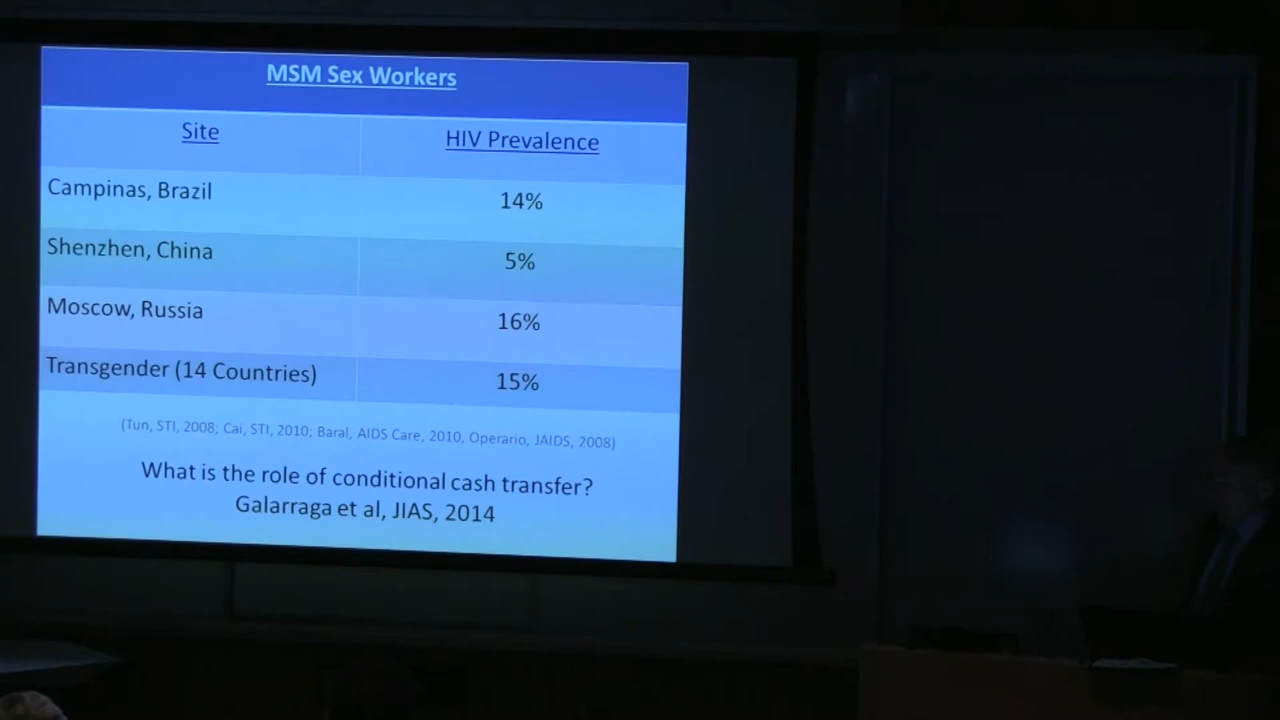 MSM Sex Workers
Site HIV Prevalence
Campinas, Brazil 14%
Shenzhen, China 5%
Moscow, Russia 16%
Transgender (14 Countries) 15%
(Tun, STI, 2008; Cai, STI, 2010; Baral, AIDS Care, 2010, Operario, JAIDS, 2008)
What is the role of conditional cash transfer?
Galarraga et al, JIAS, 2014